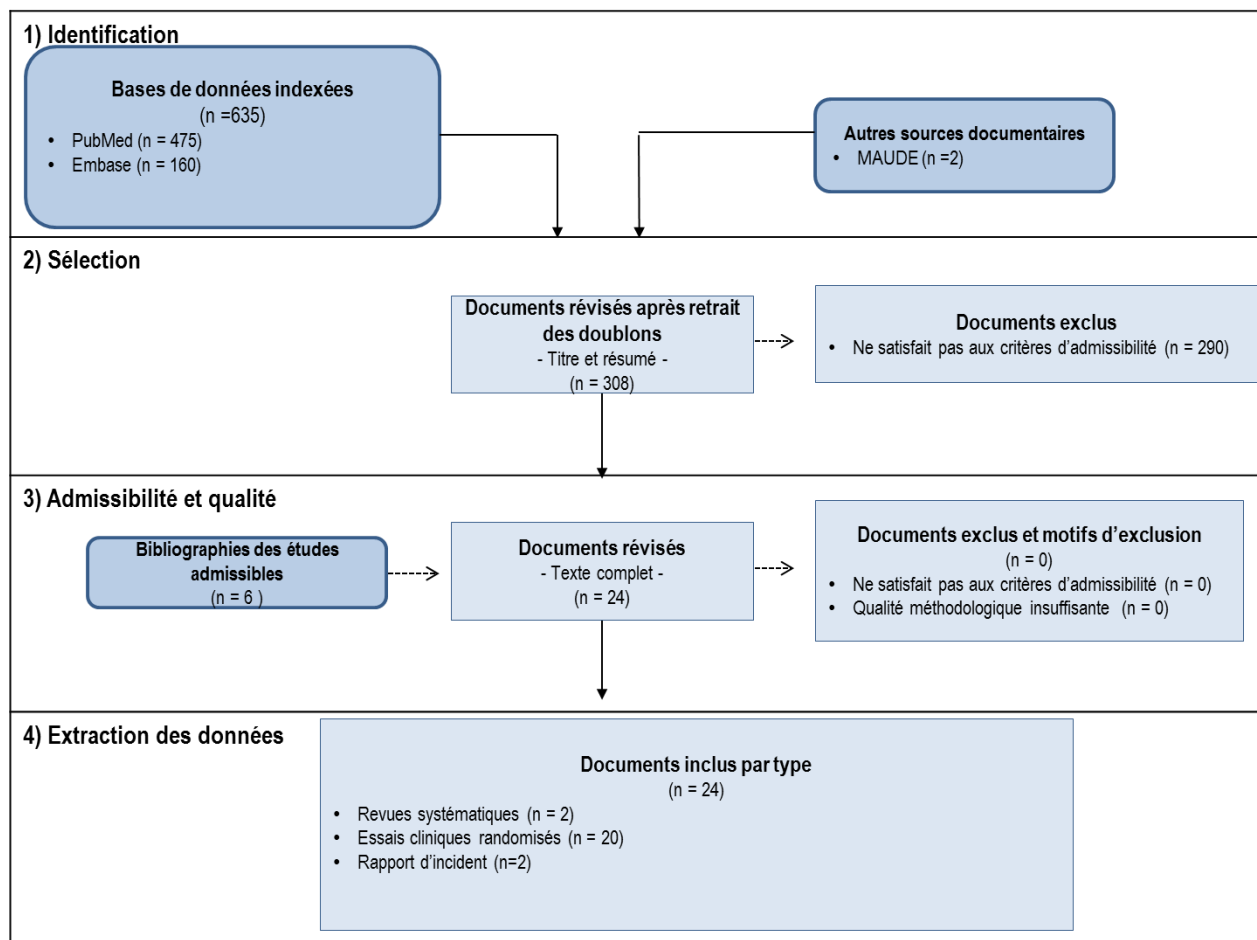 1) Identification
Bases de données indexées
(n =635)
• PubMed (n = 475)
• Embase (n = 160)
Autres sources documentaires
• MAUDE (n =2)
2) Sélection
Documents révisés après retrait
des doublons
- Titre et résumé -
(n = 308)
Documents exclus
• Ne satisfait pas aux critères d’admissibilité (n = 290)
3) Admissibilité et qualité
Bibliographies des études
admissibles
(n = 6 )
Documents révisés
- Texte complet -
(n = 24)
Documents exclus et motifs d’exclusion
(n = 0)
• Ne satisfait pas aux critères d’admissibilité (n = 0)
• Qualité méthodologique insuffisante (n = 0)
4) Extraction des données
Documents inclus par type
(n = 24)
• Revues systématiques (n = 2)
• Essais cliniques randomisés (n = 20)
• Rapport d’incident (n=2)